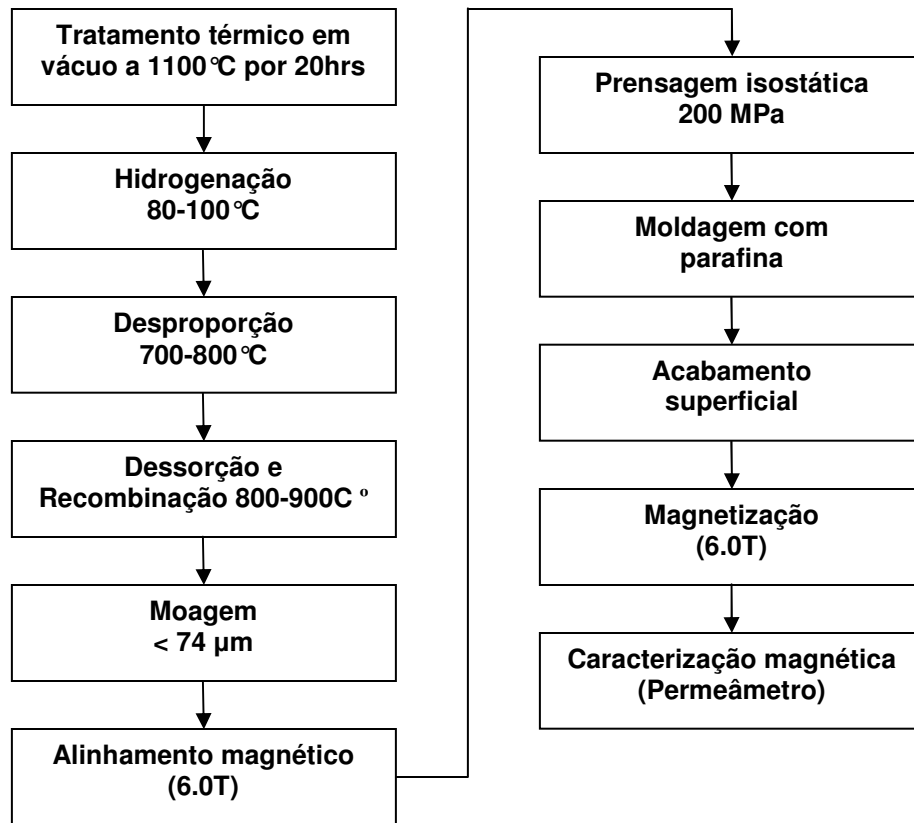 Tratamento térmico em
vácuo a 1100°C por 20hrs
Hidrogenação
80-100°C
Desproporção
700-800°C
Dessorção e
Recombinação 800-900C º
Moagem
< 74 µm
Alinhamento magnético
(6.0T)
Prensagem isostática
200 MPa
Moldagem com
parafina
Acabamento
superficial
Magnetização
(6.0T)
Caracterização magnética
(Permeâmetro)